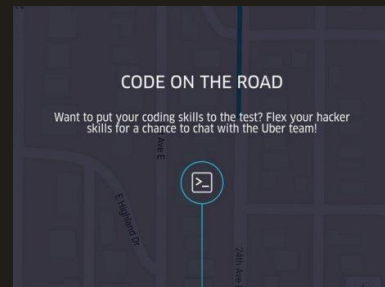 CODE ON THE ROAD
Want to put your coding skills to the test? Flex your hacker
skills for a chance to chat with the Uber team!
>_
Ave E
E Highland Dr
24th Ave E